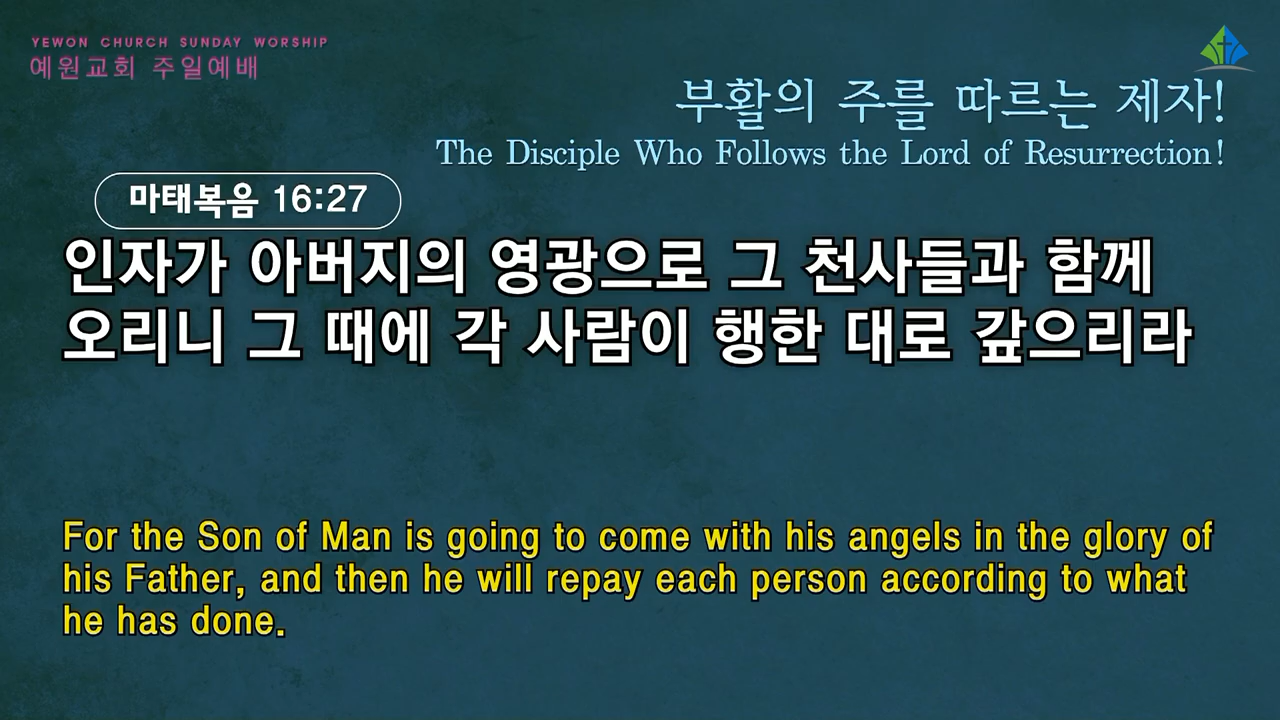 YEWON CHURCH SUNDAY WORSHIP
예원교회 주일예배
부활의 주를 따르는 제자!
The Disciple Who Follows the Lord of Resurrection!
마태복음 16:27
인자가 아버지의 영광으로 그 천사들과 함께
오리니 그 때에 각 사람이 행한 대로 갚으리라
For the Son of Man is going to come with his angels in the glory of
his Father, and then he will repay each person according to what
he has done.